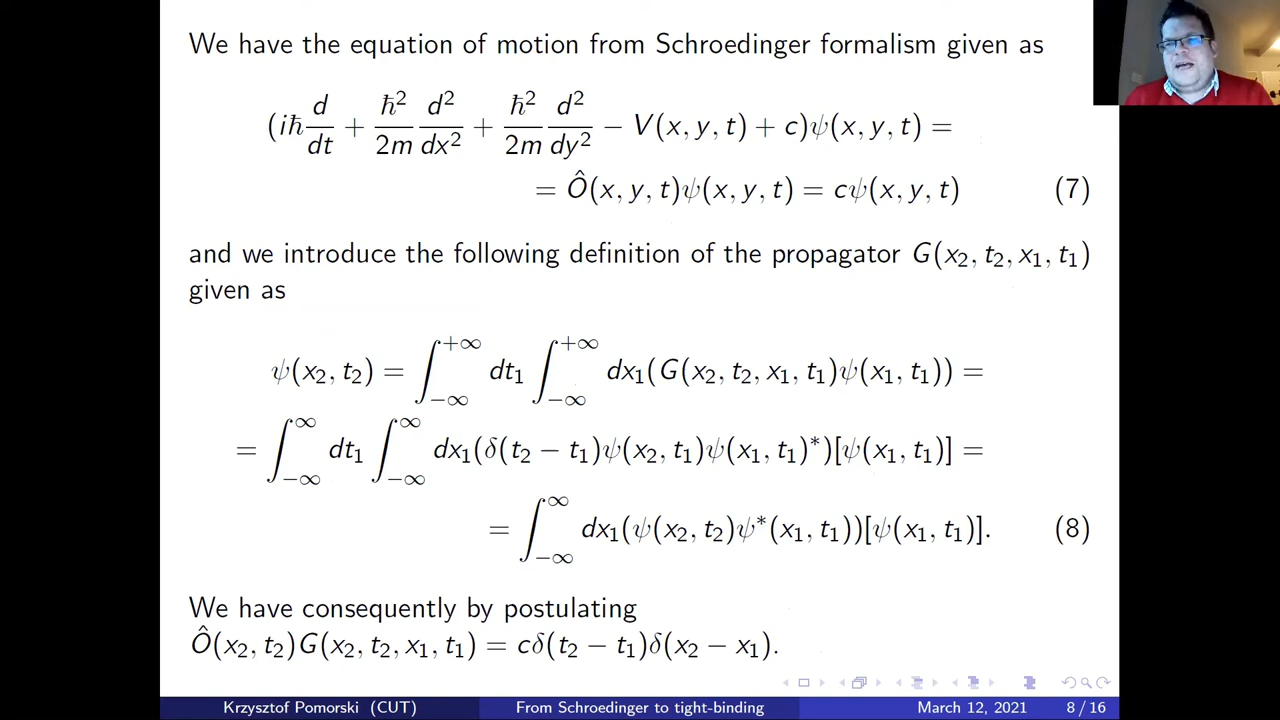 We have the equation of motion from Schroedinger formalism given as
(iħ d/dt + ħ²/2m d²/dx² + ħ²/2m d²/dy² − V(x, y, t) + c)ψ(x, y, t) =
= Ô(x, y, t)ψ(x, y, t) = cψ(x, y, t) (7)
and we introduce the following definition of the propagator G(x₂, t₂, x₁, t₁)
given as
ψ(x₂, t₂) = ∫_{−∞}^{+∞} dt₁ ∫_{−∞}^{+∞} dx₁(G(x₂, t₂, x₁, t₁)ψ(x₁, t₁)) =
= ∫_{−∞}^{∞} dt₁ ∫_{−∞}^{∞} dx₁(δ(t₂ − t₁)ψ(x₂, t₁)ψ(x₁, t₁)*)[ψ(x₁, t₁)] =
= ∫_{−∞}^{∞} dx₁(ψ(x₂, t₂)ψ*(x₁, t₁))[ψ(x₁, t₁)]. (8)
We have consequently by postulating
Ô(x₂, t₂)G(x₂, t₂, x₁, t₁) = cδ(t₂ − t₁)δ(x₂ − x₁).
Krzysztof Pomorski (CUT) From Schroedinger to tight-binding March 12, 2021 8 / 16